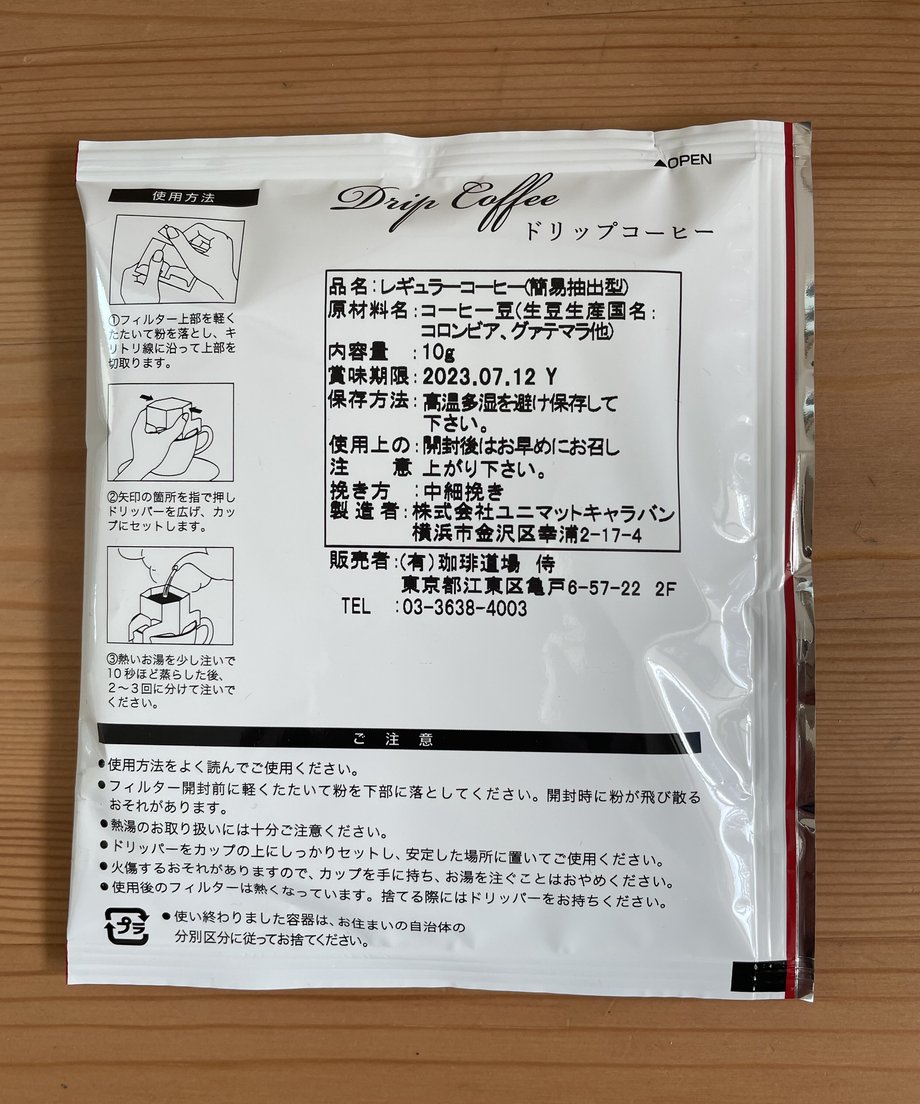 ▲OPEN
Drip Coffee
ドリップコーヒー
使用方法
①フィルター上部を軽く
たたいて粉を落とし、キ
リトリ線に沿って上部を
切取ります。
②矢印の箇所を指で押し
ドリッパーを広げ、カッ
プにセットします。
③熱いお湯を少し注いで
10秒ほど蒸らした後、
2〜3回に分けて注いで
ください。
品名:レギュラーコーヒー(簡易抽出型)
原材料名:コーヒー豆(生豆生産国名:
コロンビア、グァテマラ他)
内容量 :10g
賞味期限:2023.07.12 Y
保存方法:高温多湿を避け保存して
下さい。
使用上の:開封後はお早めにお召し
注 意 上がり下さい。
挽き方 :中細挽き
製造者:株式会社ユニマットキャラバン
横浜市金沢区幸浦2-17-4
販売者:(有)珈琲道場 侍
東京都江東区亀戸6-57-22 2F
TEL :03-3638-4003
ご注意
●使用方法をよく読んでご使用ください。
●フィルター開封前に軽くたたいて粉を下部に落としてください。開封時に粉が飛び散る
おそれがあります。
●熱湯のお取り扱いには十分ご注意ください。
●ドリッパーをカップの上にしっかりセットし、安定した場所に置いてご使用ください。
●火傷するおそれがありますので、カップを手に持ち、お湯を注ぐことはおやめください。
●使用後のフィルターは熱くなっています。捨てる際にはドリッパーをお持ちください。
プラ
●使い終わりました容器は、お住まいの自治体の
分別区分に従ってお捨てください。